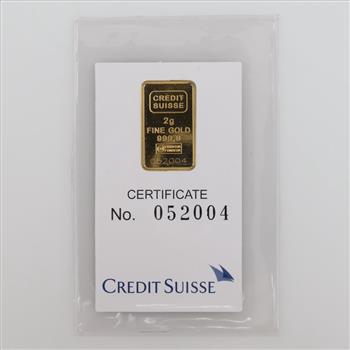 CREDIT
SUISSE
2g
FINE GOLD
999,9
052004
CERTIFICATE
No. 052004
CREDIT SUISSE